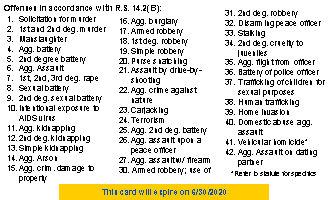 Offenses in accordance with R.S. 14.2(B):
1. Solicitation for murder
2. 1st and 2nd deg. murder
3. Manslaughter
4. Agg. battery
5. 2nd degree battery
6. Agg. Assault
7. 1st, 2nd, 3rd deg. rape
8. Sexual battery
9. 2nd deg. sexual battery
10. Intentional exposure to
AIDS virus
11. Agg. kidnapping
12. 2nd deg. kidnapping
13. Simple kidnapping
14. Agg. Arson
15. Agg. crim. damage to
property
16. Agg. burglary
17. Armed robbery
18. 1st deg. robbery
19. Simple robbery
20. Purse snatching
21. Assault by drive-by-
shooting
22. Agg. crime against
nature
23. Carjacking
24. Terrorism
25. Agg. 2nd deg. battery
26. Agg. assault upon a
peace officer
27. Agg. assault w/ firearm
30. Armed robbery; use of
31. 2nd deg. robbery
32. Disarming peace officer
33. Stalking
34. 2nd deg. cruelty to
juveniles
35. Agg. flight from officer
36. Battery of police officer
37. Trafficking of children for
sexual purposes
38. Human trafficking
39. Home invasion
40. Domestic abuse agg.
assault
41. Vehicular homicide*
42. Agg. Assault on dating
partner
*Refer to statute for specifics
This card will expire on 6/30/2020